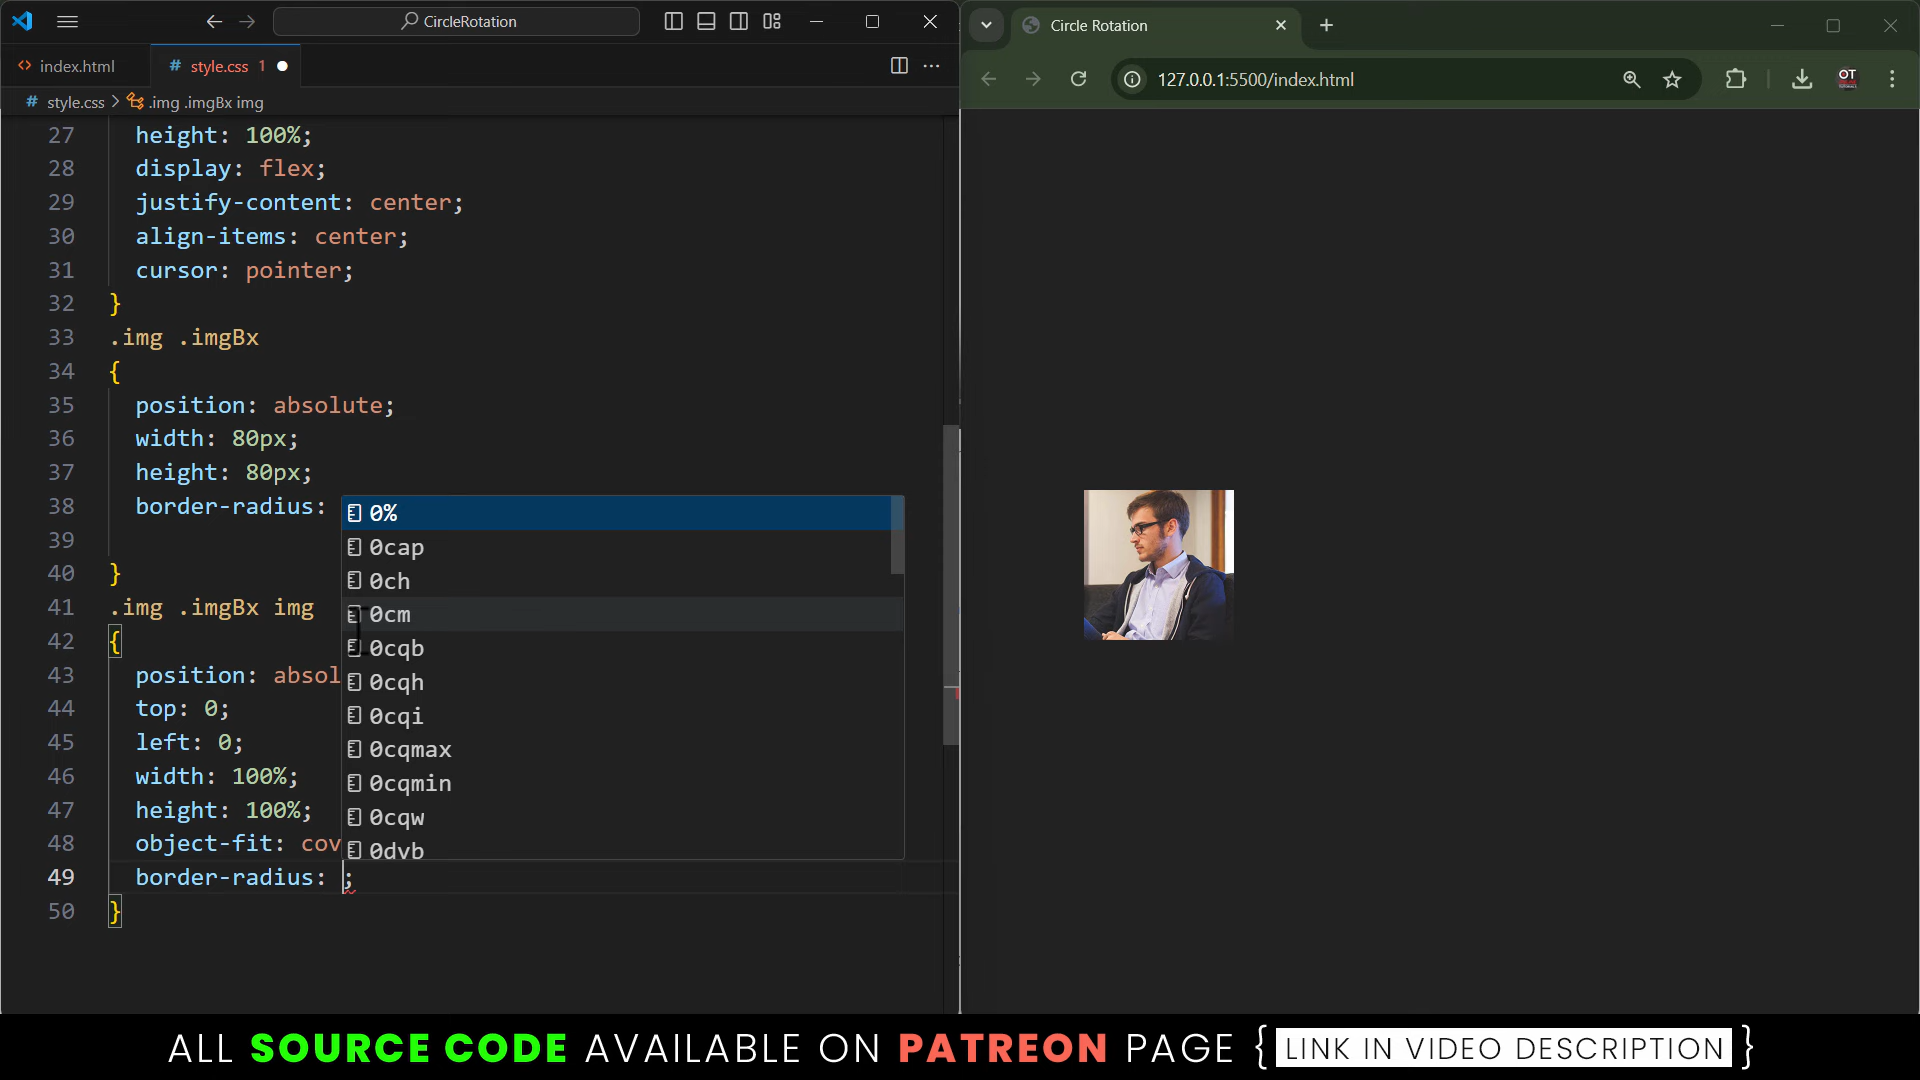 CircleRotation
index.html
# style.css 1
# style.css > .img .imgBx img
27 height: 100%;
28 display: flex;
29 justify-content: center;
30 align-items: center;
31 cursor: pointer;
32 }
33 .img .imgBx
34 {
35 position: absolute;
36 width: 80px;
37 height: 80px;
38 border-radius:
39
40 }
41 .img .imgBx img
42 {
43 position: absol
44 top: 0;
45 left: 0;
46 width: 100%;
47 height: 100%;
48 object-fit: cov
49 border-radius: ;
50 }
0%
0cap
0ch
0cm
0cqb
0cqh
0cqi
0cqmax
0cqmin
0cqw
0dvb
Circle Rotation
127.0.0.1:5500/index.html
OT
ALL SOURCE CODE AVAILABLE ON PATREON PAGE { LINK IN VIDEO DESCRIPTION }